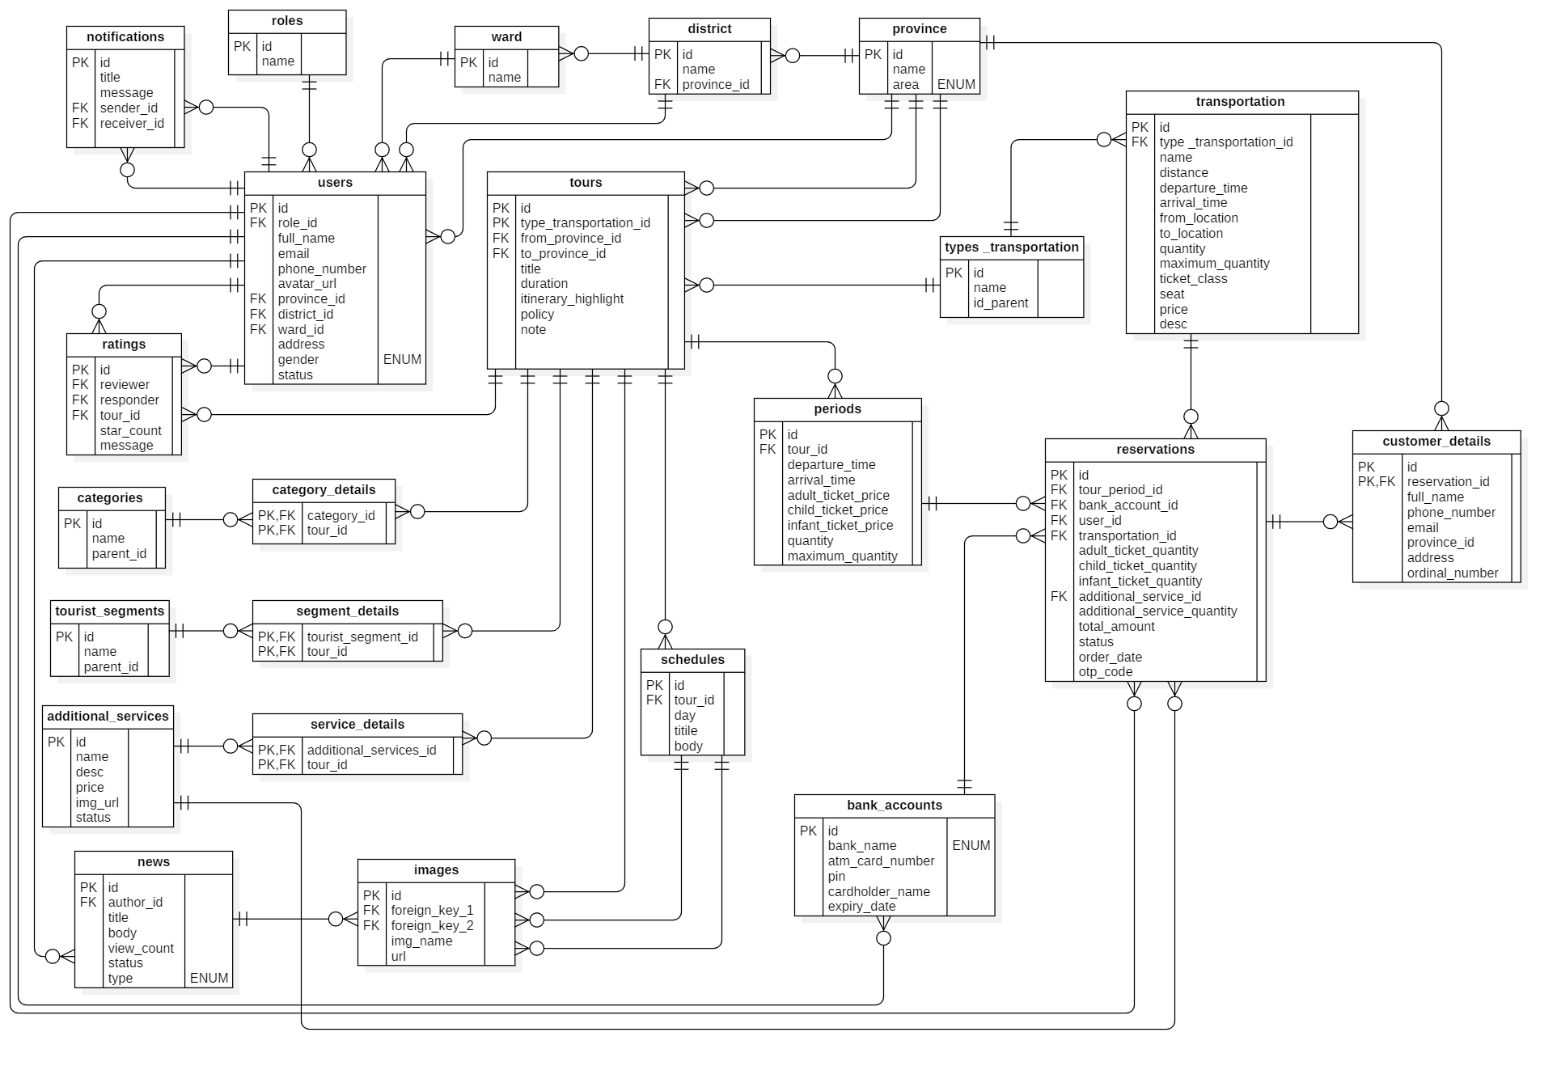 notifications
PK id
title
message
FK sender_id
FK receiver_id
roles
PK id
name
ward
PK id
name
district
PK id
name
FK province_id
province
PK id
name
area ENUM
transportation
PK id
FK type _transportation_id
name
distance
departure_time
arrival_time
from_location
to_location
quantity
maximum_quantity
ticket_class
seat
price
desc
users
PK id
FK role_id
full_name
email
phone_number
avatar_url
FK province_id
FK district_id
FK ward_id
address
gender ENUM
status
tours
PK id
PK type_transportation_id
FK from_province_id
FK to_province_id
title
duration
itinerary_highlight
policy
note
types _transportation
PK id
name
id_parent
ratings
PK id
FK reviewer
FK responder
FK tour_id
star_count
message
periods
PK id
FK tour_id
departure_time
arrival_time
adult_ticket_price
child_ticket_price
infant_ticket_price
quantity
maximum_quantity
reservations
PK id
FK tour_period_id
FK bank_account_id
FK user_id
FK transportation_id
adult_ticket_quantity
child_ticket_quantity
infant_ticket_quantity
FK additional_service_id
additional_service_quantity
total_amount
status
order_date
otp_code
customer_details
PK id
PK,FK reservation_id
full_name
phone_number
email
province_id
address
ordinal_number
categories
PK id
name
parent_id
category_details
PK,FK category_id
PK,FK tour_id
tourist_segments
PK id
name
parent_id
segment_details
PK,FK tourist_segment_id
PK,FK tour_id
schedules
PK id
FK tour_id
day
titile
body
additional_services
PK id
name
desc
price
img_url
status
service_details
PK,FK additional_services_id
PK,FK tour_id
bank_accounts
PK id
bank_name ENUM
atm_card_number
pin
cardholder_name
expiry_date
news
PK id
FK author_id
title
body
view_count
status
type ENUM
images
PK id
FK foreign_key_1
FK foreign_key_2
img_name
url